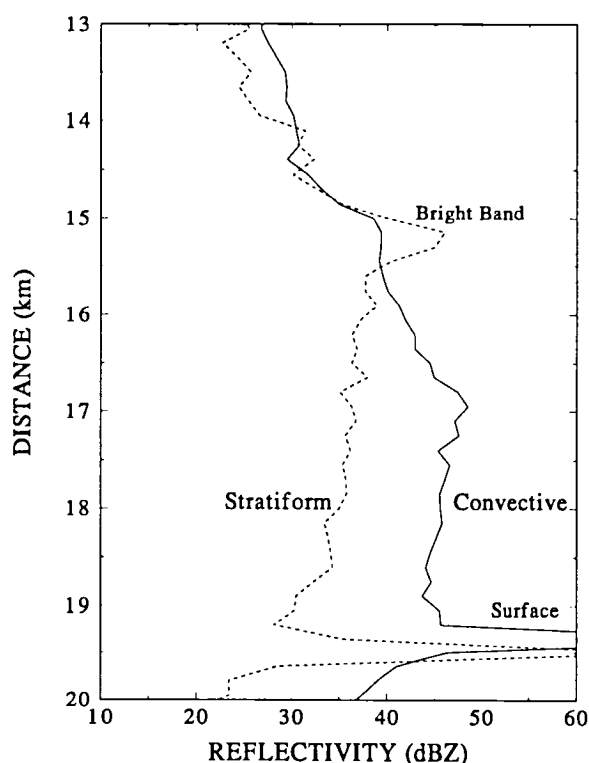 13
14
15
16
17
18
19
20
DISTANCE (km)
Bright Band
Stratiform
Convective
Surface
10 20 30 40 50 60
REFLECTIVITY (dBZ)